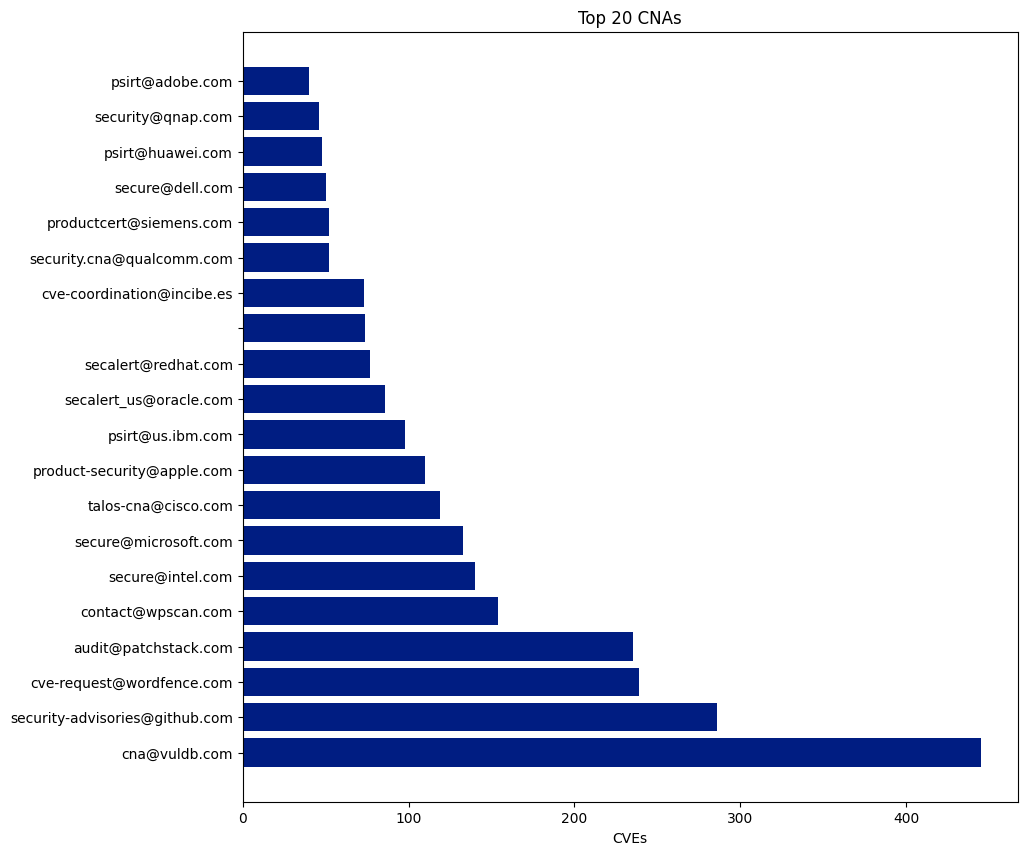 Top 20 CNAs
psirt@adobe.com
security@qnap.com
psirt@huawei.com
secure@dell.com
productcert@siemens.com
security.cna@qualcomm.com
cve-coordination@incibe.es
secalert@redhat.com
secalert_us@oracle.com
psirt@us.ibm.com
product-security@apple.com
talos-cna@cisco.com
secure@microsoft.com
secure@intel.com
contact@wpscan.com
audit@patchstack.com
cve-request@wordfence.com
security-advisories@github.com
cna@vuldb.com
0 100 200 300 400
CVEs